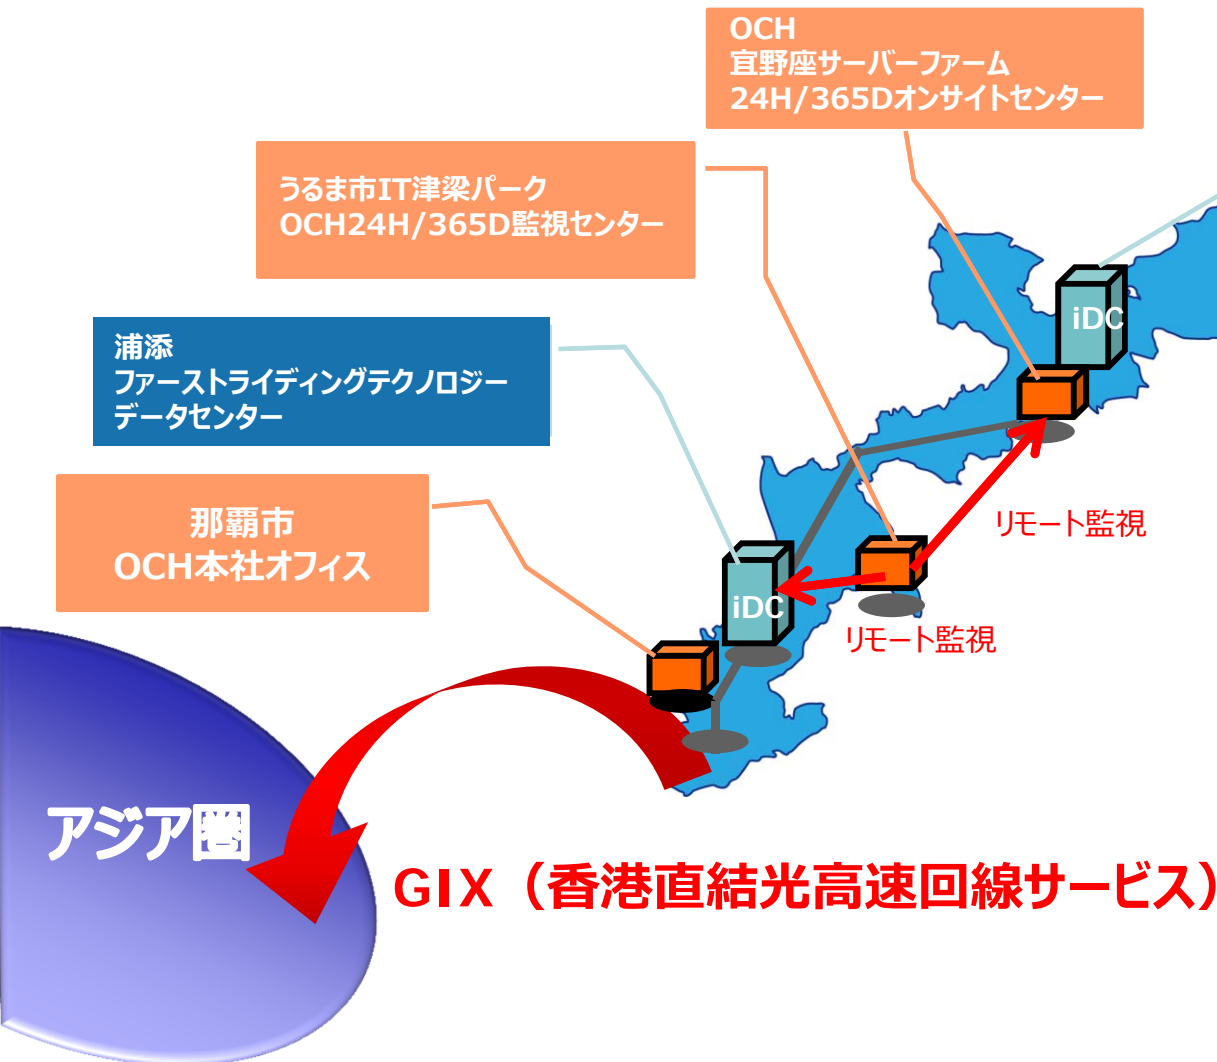 OCH
宜野座サーバーファーム
24H/365Dオンサイトセンター
うるま市IT津梁パーク
OCH24H/365D監視センター
iDC
浦添
ファーストライディングテクノロジー
データセンター
那覇市
OCH本社オフィス
リモート監視
iDC
リモート監視
アジア圏
GIX（香港直結光高速回線サービス）